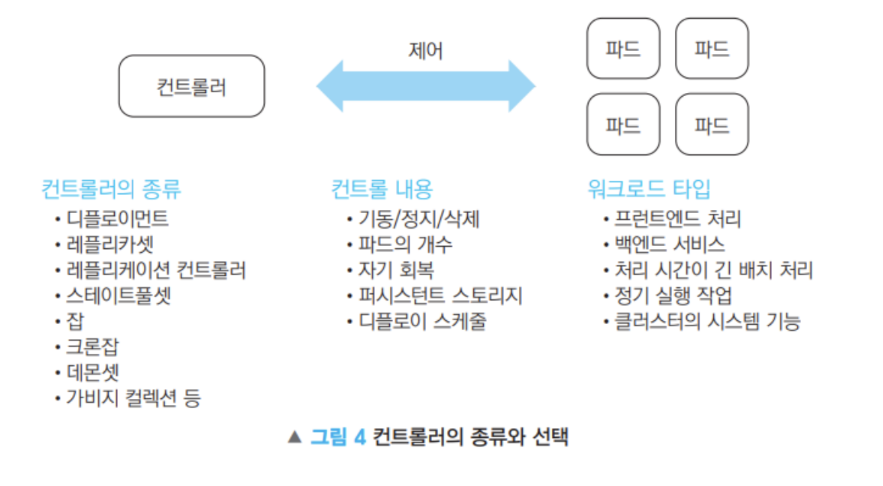 컨트롤러
제어
파드
파드
파드
파드
컨트롤러의 종류
• 디플로이먼트
• 레플리카셋
• 레플리케이션 컨트롤러
• 스테이트풀셋
• 잡
• 크론잡
• 데몬셋
• 가비지 컬렉션 등
컨트롤 내용
• 기동/정지/삭제
• 파드의 개수
• 자기 회복
• 퍼시스턴트 스토리지
• 디플로이 스케줄
워크로드 타입
• 프런트엔드 처리
• 백엔드 서비스
• 처리 시간이 긴 배치 처리
• 정기 실행 작업
• 클러스터의 시스템 기능
▲ 그림 4 컨트롤러의 종류와 선택